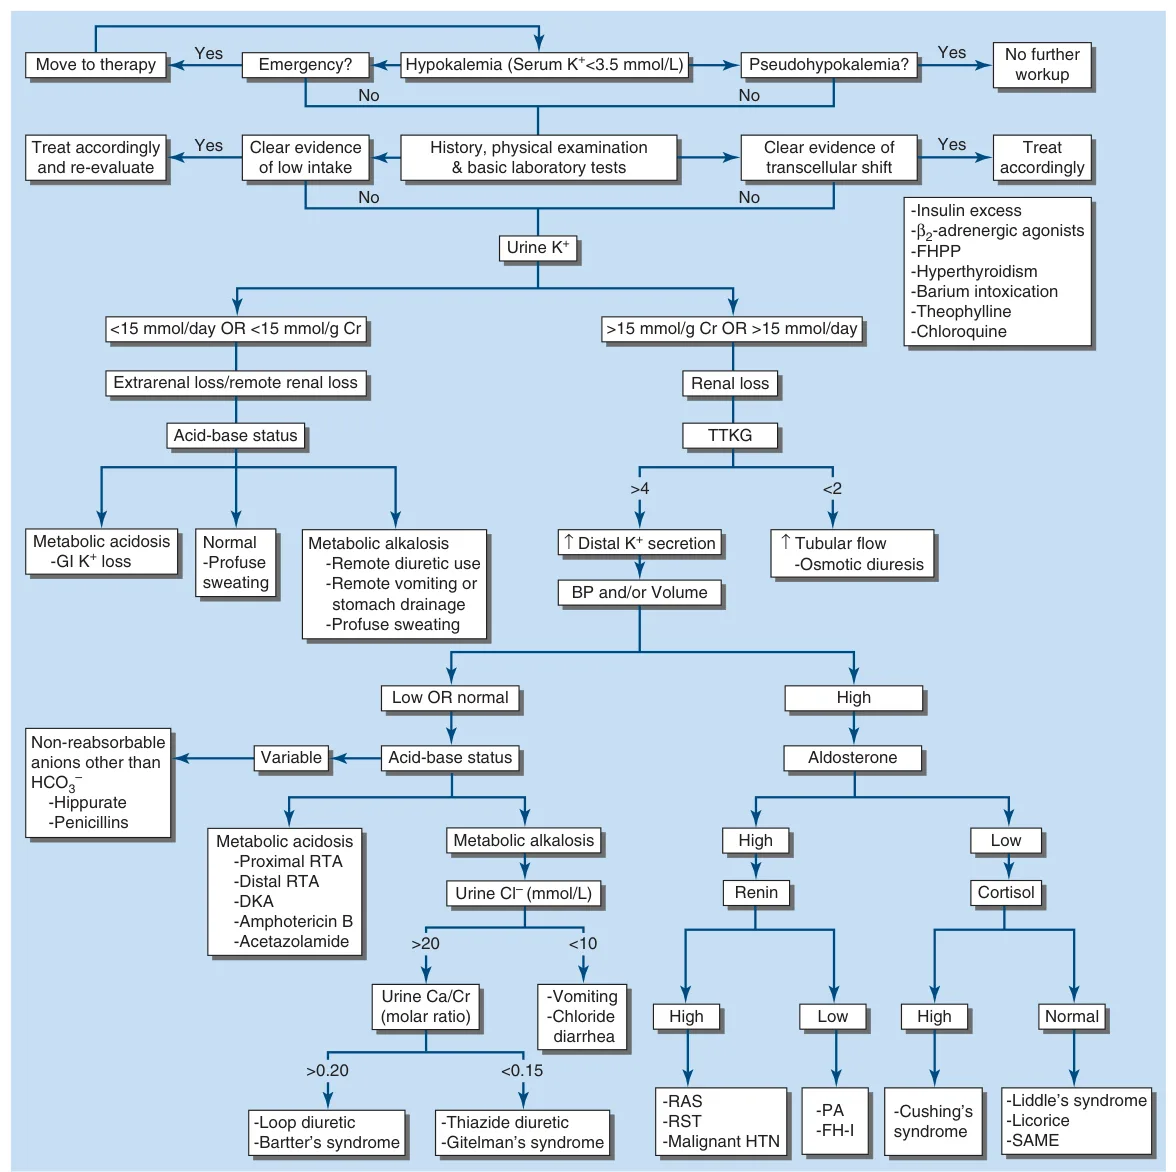 Move to therapy
Yes
Emergency?
Hypokalemia (Serum K⁺<3.5 mmol/L)
Pseudohypokalemia?
Yes
No further
workup
No
No
Treat accordingly
and re-evaluate
Yes
Clear evidence
of low intake
History, physical examination
& basic laboratory tests
Clear evidence of
transcellular shift
Yes
Treat
accordingly
No
No
-Insulin excess
-β₂-adrenergic agonists
-FHPP
-Hyperthyroidism
-Barium intoxication
-Theophylline
-Chloroquine
Urine K⁺
<15 mmol/day OR <15 mmol/g Cr
>15 mmol/g Cr OR >15 mmol/day
Extrarenal loss/remote renal loss
Renal loss
Acid-base status
TTKG
>4
<2
Metabolic acidosis
-GI K⁺ loss
Normal
-Profuse
sweating
Metabolic alkalosis
-Remote diuretic use
-Remote vomiting or
stomach drainage
-Profuse sweating
↑ Distal K⁺ secretion
↑ Tubular flow
-Osmotic diuresis
BP and/or Volume
Low OR normal
High
Non-reabsorbable
anions other than
HCO₃⁻
-Hippurate
-Penicillins
Variable
Acid-base status
Aldosterone
Metabolic acidosis
-Proximal RTA
-Distal RTA
-DKA
-Amphotericin B
-Acetazolamide
Metabolic alkalosis
High
Low
Urine Cl⁻ (mmol/L)
Renin
Cortisol
>20
<10
Urine Ca/Cr
(molar ratio)
-Vomiting
-Chloride
diarrhea
High
Low
High
Normal
>0.20
<0.15
-Loop diuretic
-Bartter's syndrome
-Thiazide diuretic
-Gitelman's syndrome
-RAS
-RST
-Malignant HTN
-PA
-FH-I
-Cushing's
syndrome
-Liddle's syndrome
-Licorice
-SAME